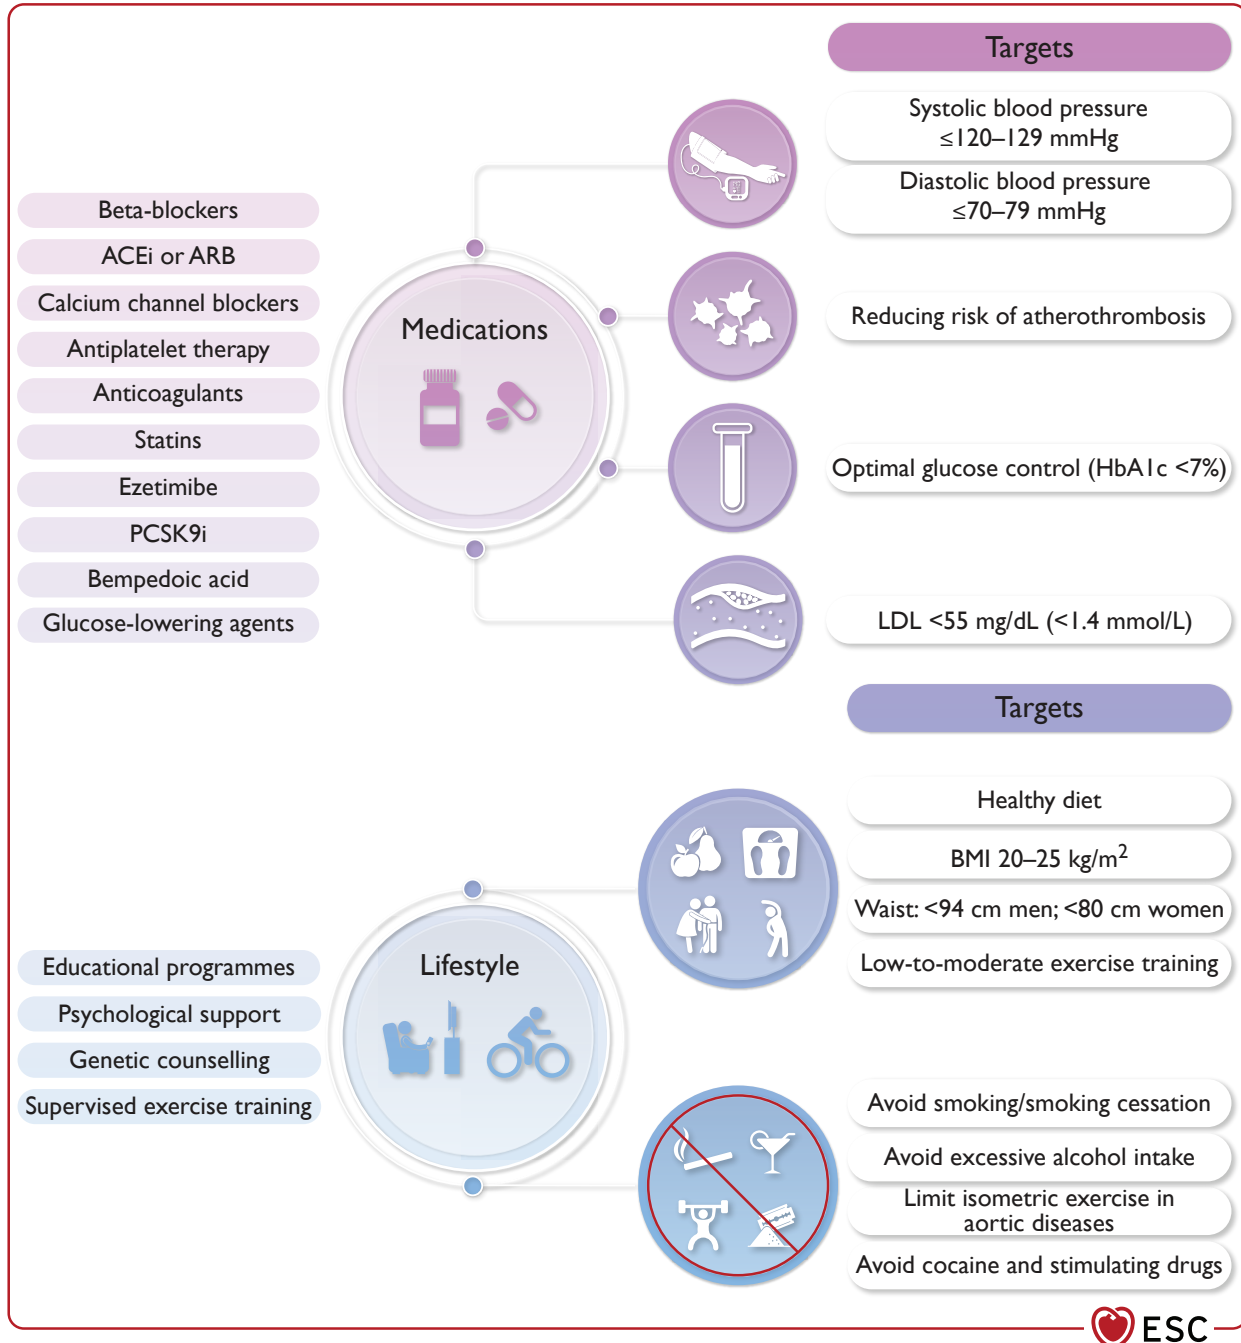 Targets
Systolic blood pressure
≤120–129 mmHg
Diastolic blood pressure
≤70–79 mmHg
Beta-blockers
ACEi or ARB
Calcium channel blockers
Antiplatelet therapy
Anticoagulants
Statins
Ezetimibe
PCSK9i
Bempedoic acid
Glucose-lowering agents
Medications
Reducing risk of atherothrombosis
Optimal glucose control (HbA1c <7%)
LDL <55 mg/dL (<1.4 mmol/L)
Targets
Healthy diet
BMI 20–25 kg/m²
Waist: <94 cm men; <80 cm women
Low-to-moderate exercise training
Lifestyle
Educational programmes
Psychological support
Genetic counselling
Supervised exercise training
Avoid smoking/smoking cessation
Avoid excessive alcohol intake
Limit isometric exercise in
aortic diseases
Avoid cocaine and stimulating drugs
ESC